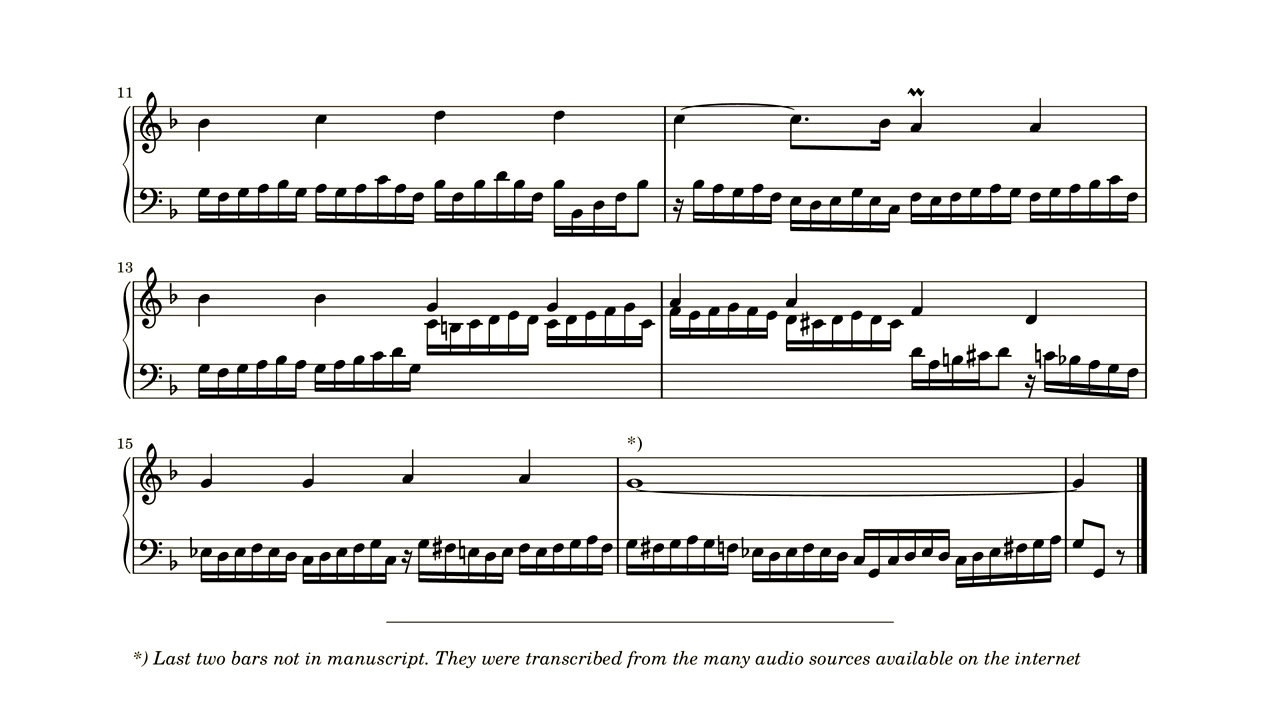 11
13
15
*)
*) Last two bars not in manuscript. They were transcribed from the many audio sources available on the internet